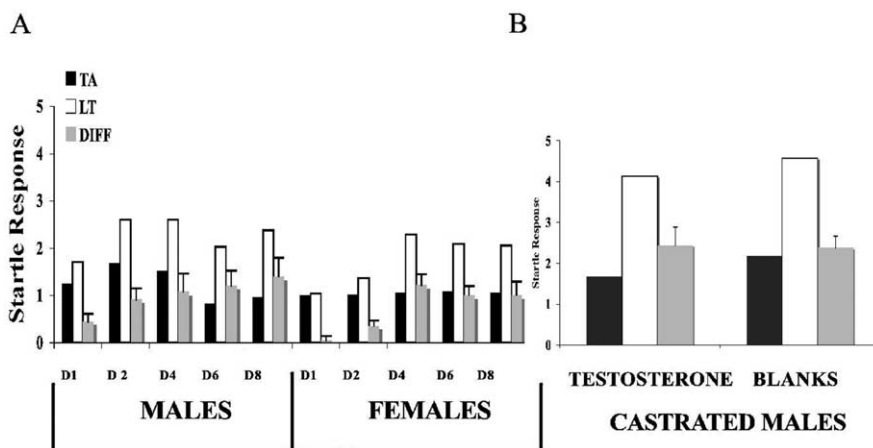 A
B
TA
LT
DIFF
Startle Response
5
4
3
2
1
0
D1 D 2 D4 D6 D8 D1 D2 D4 D6 D8
MALES FEMALES
Startle Response
5
4
3
2
1
0
TESTOSTERONE BLANKS
CASTRATED MALES